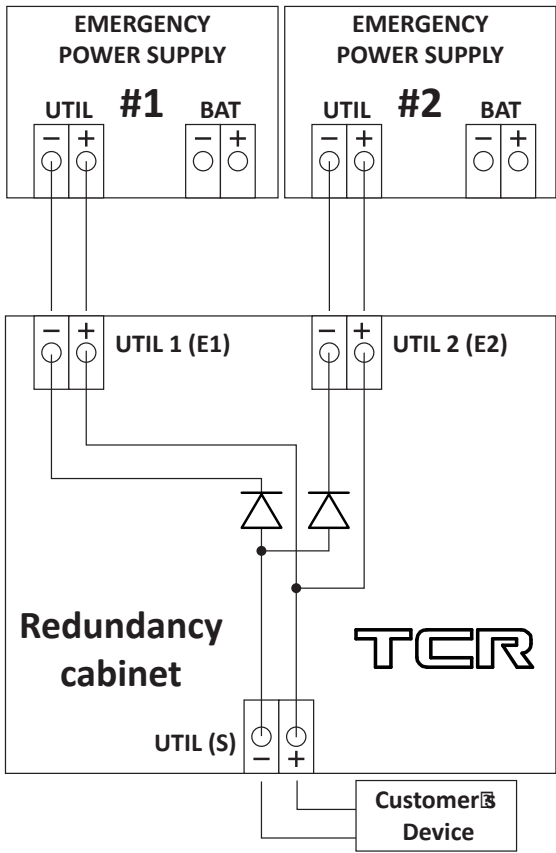 EMERGENCY
POWER SUPPLY
#1
UTIL
BAT
− +
− +
EMERGENCY
POWER SUPPLY
#2
UTIL
BAT
− +
− +
− +
UTIL 1 (E1)
− +
UTIL 2 (E2)
Redundancy
cabinet
TCR
UTIL (S)
− +
Customer s
Device